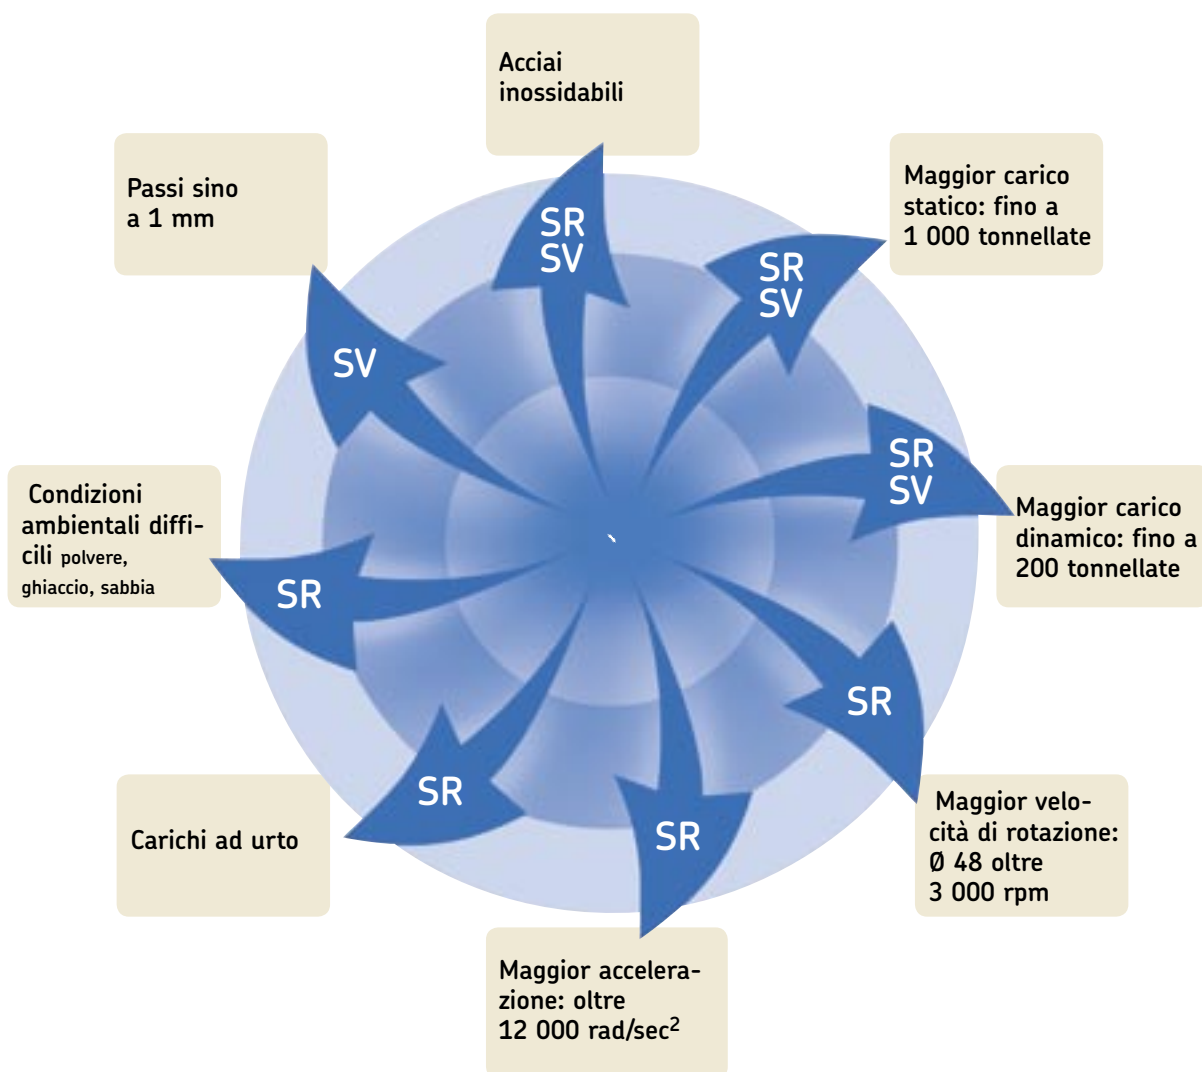 Acciai
inossidabili
SR
SV
Maggior carico
statico: fino a
1 000 tonnellate
SR
SV
Maggior carico
dinamico: fino a
200 tonnellate
SR
SV
Maggior velo-
cità di rotazione:
Ø 48 oltre
3 000 rpm
SR
Maggior accelera-
zione: oltre
12 000 rad/sec²
SR
Carichi ad urto
SR
Condizioni
ambientali diffi-
cili polvere,
ghiaccio, sabbia
SR
Passi sino
a 1 mm
SV